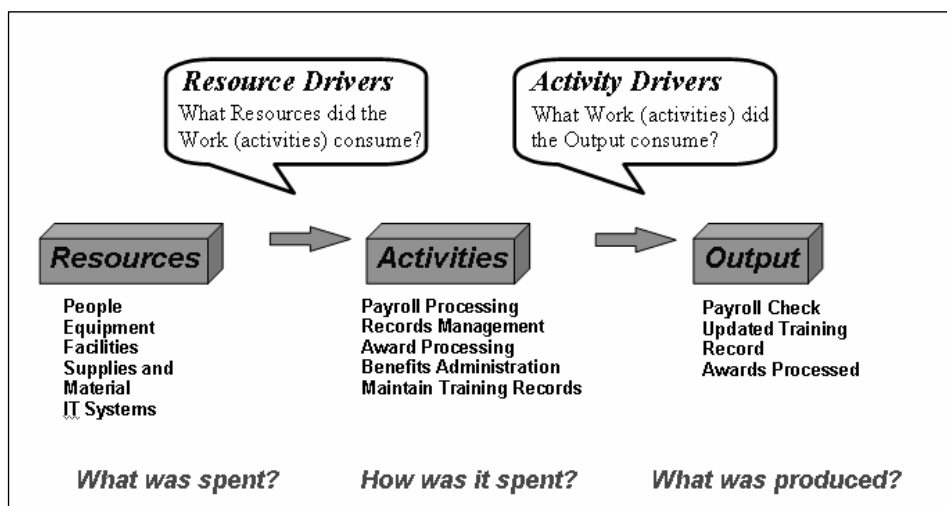 Resource Drivers
What Resources did the
Work (activities) consume?
Activity Drivers
What Work (activities) did
the Output consume?
Resources
Activities
Output
People
Equipment
Facilities
Supplies and
Material
IT Systems
Payroll Processing
Records Management
Award Processing
Benefits Administration
Maintain Training Records
Payroll Check
Updated Training
Record
Awards Processed
What was spent?
How was it spent?
What was produced?